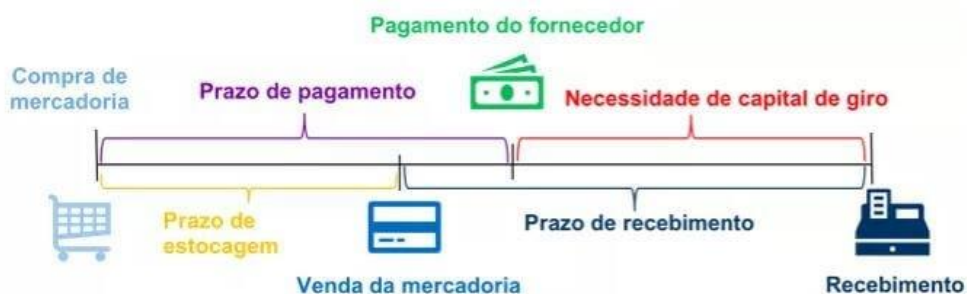 Pagamento do fornecedor
Compra de
mercadoria
Prazo de pagamento
Necessidade de capital de giro
Prazo de
estocagem
Prazo de recebimento
Venda da mercadoria
Recebimento